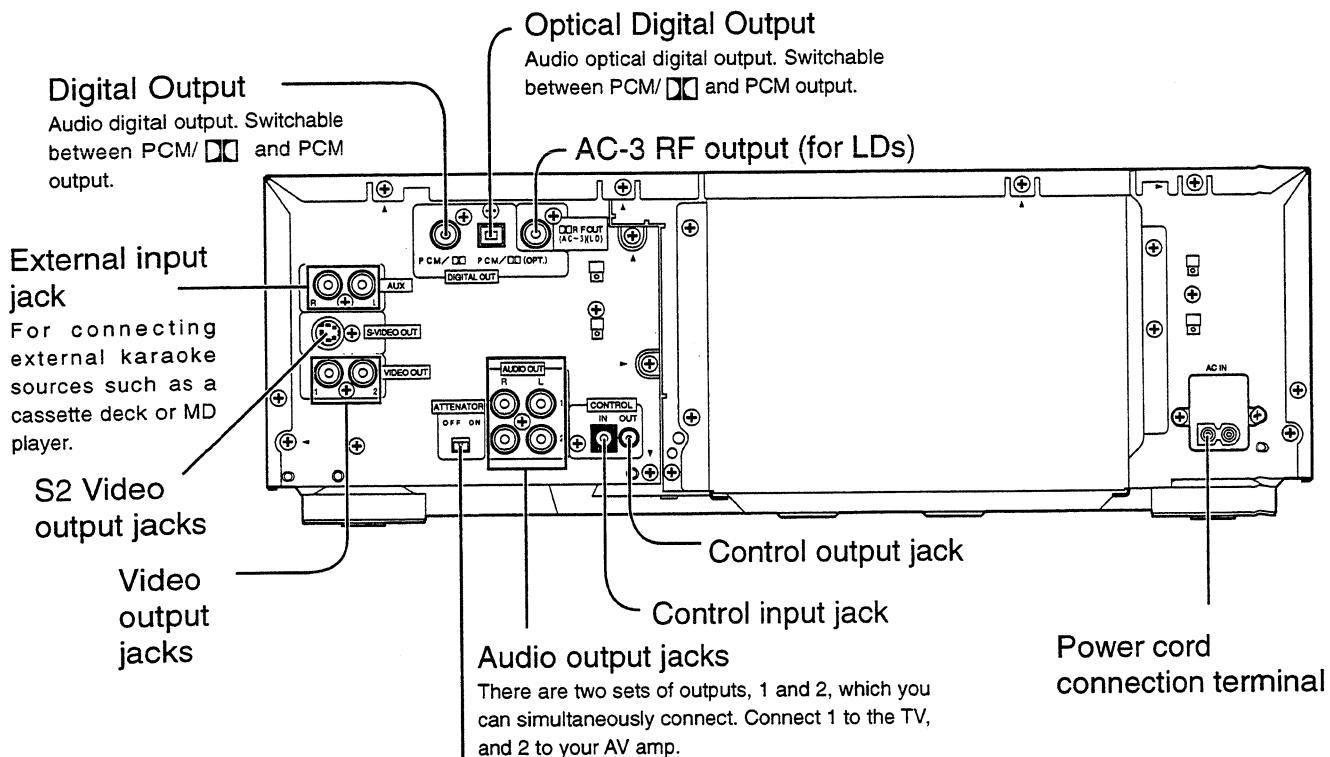 Optical Digital Output
Audio optical digital output. Switchable
between PCM/ and PCM output.
Digital Output
Audio digital output. Switchable
between PCM/ and PCM
output.
AC-3 RF output (for LDs)
External input
jack
For connecting
external karaoke
sources such as a
cassette deck or MD
player.
S2 Video
output jacks
Video
output
jacks
RF OUT
(AC-3)(LD)
PCM/ PCM/ (OPT.)
DIGITAL OUT
R L AUX
S-VIDEO OUT
VIDEO OUT
1 2
AUDIO OUT
R L
1
2
ATTENATOR
OFF ON
CONTROL
IN OUT
AC IN
Control output jack
Control input jack
Audio output jacks
There are two sets of outputs, 1 and 2, which you
can simultaneously connect. Connect 1 to the TV,
and 2 to your AV amp.
Power cord
connection terminal